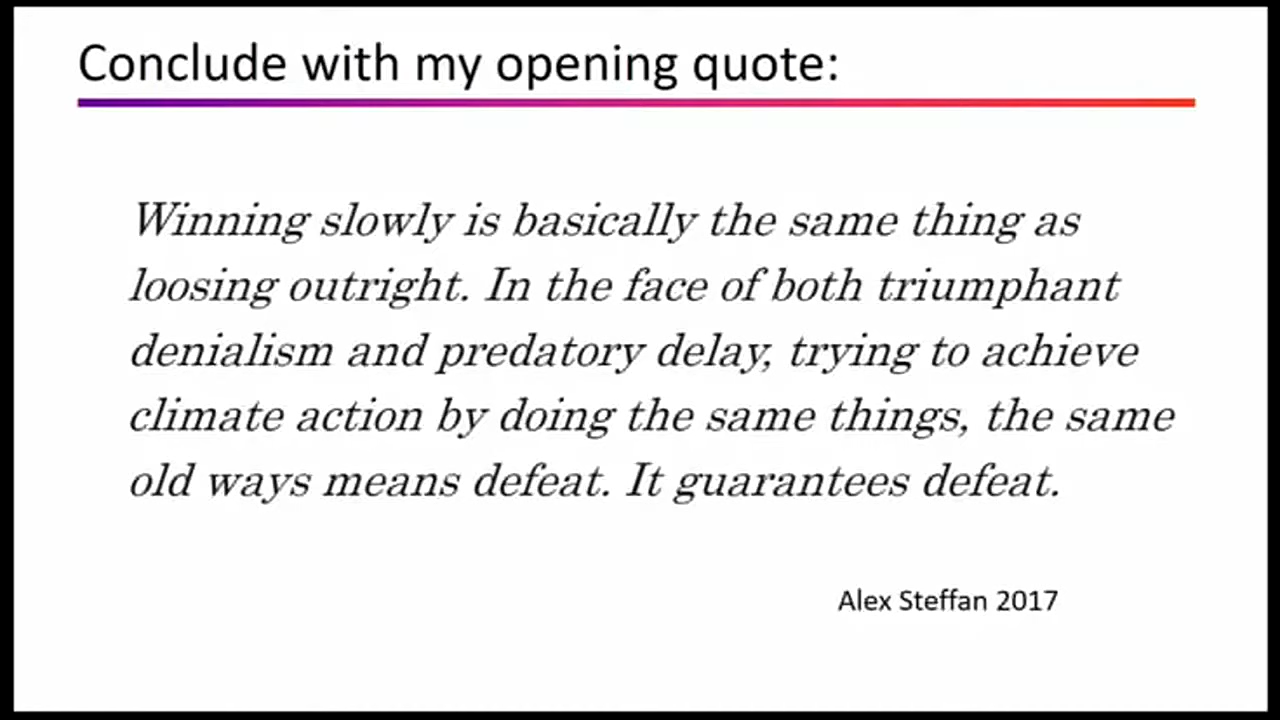 Conclude with my opening quote:
Winning slowly is basically the same thing as
loosing outright. In the face of both triumphant
denialism and predatory delay, trying to achieve
climate action by doing the same things, the same
old ways means defeat. It guarantees defeat.
Alex Steffan 2017